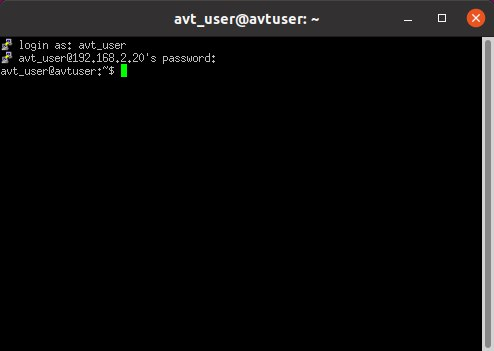 avt_user@avtuser: ~
login as: avt_user
avt_user@192.168.2.20's password:
avt_user@avtuser:~$